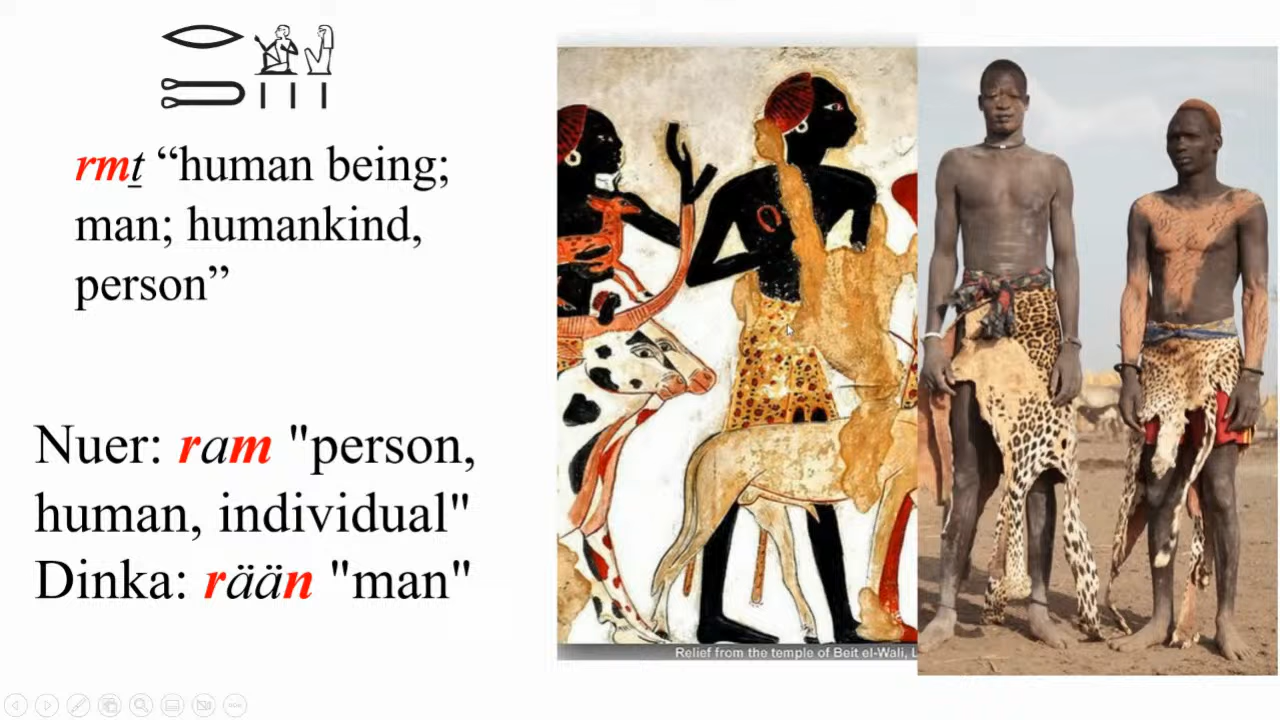 𓂋𓍿𓀀𓁐𓏥
rmṯ “human being;
man; humankind,
person”
Nuer: ram "person,
human, individual"
Dinka: rään "man"
Relief from the temple of Beit el-Wali, L